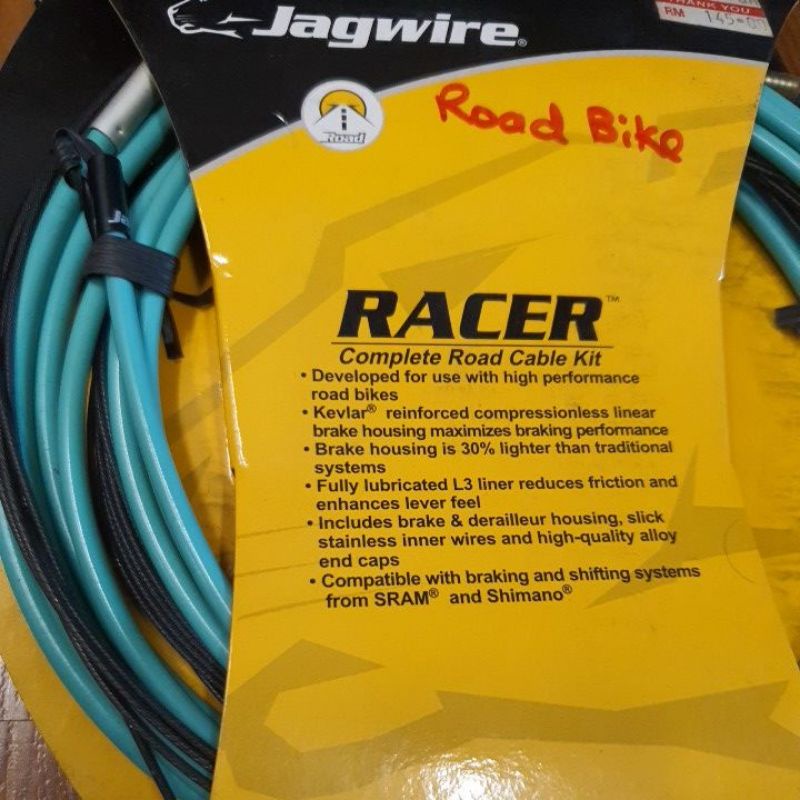 THANK YOU
RM 145.00
Jagwire®
Road
Road Bike
RACER™
Complete Road Cable Kit
• Developed for use with high performance
road bikes
• Kevlar® reinforced compressionless linear
brake housing maximizes braking performance
• Brake housing is 30% lighter than traditional
systems
• Fully lubricated L3 liner reduces friction and
enhances lever feel
• Includes brake & derailleur housing, slick
stainless inner wires and high-quality alloy
end caps
• Compatible with braking and shifting systems
from SRAM® and Shimano®